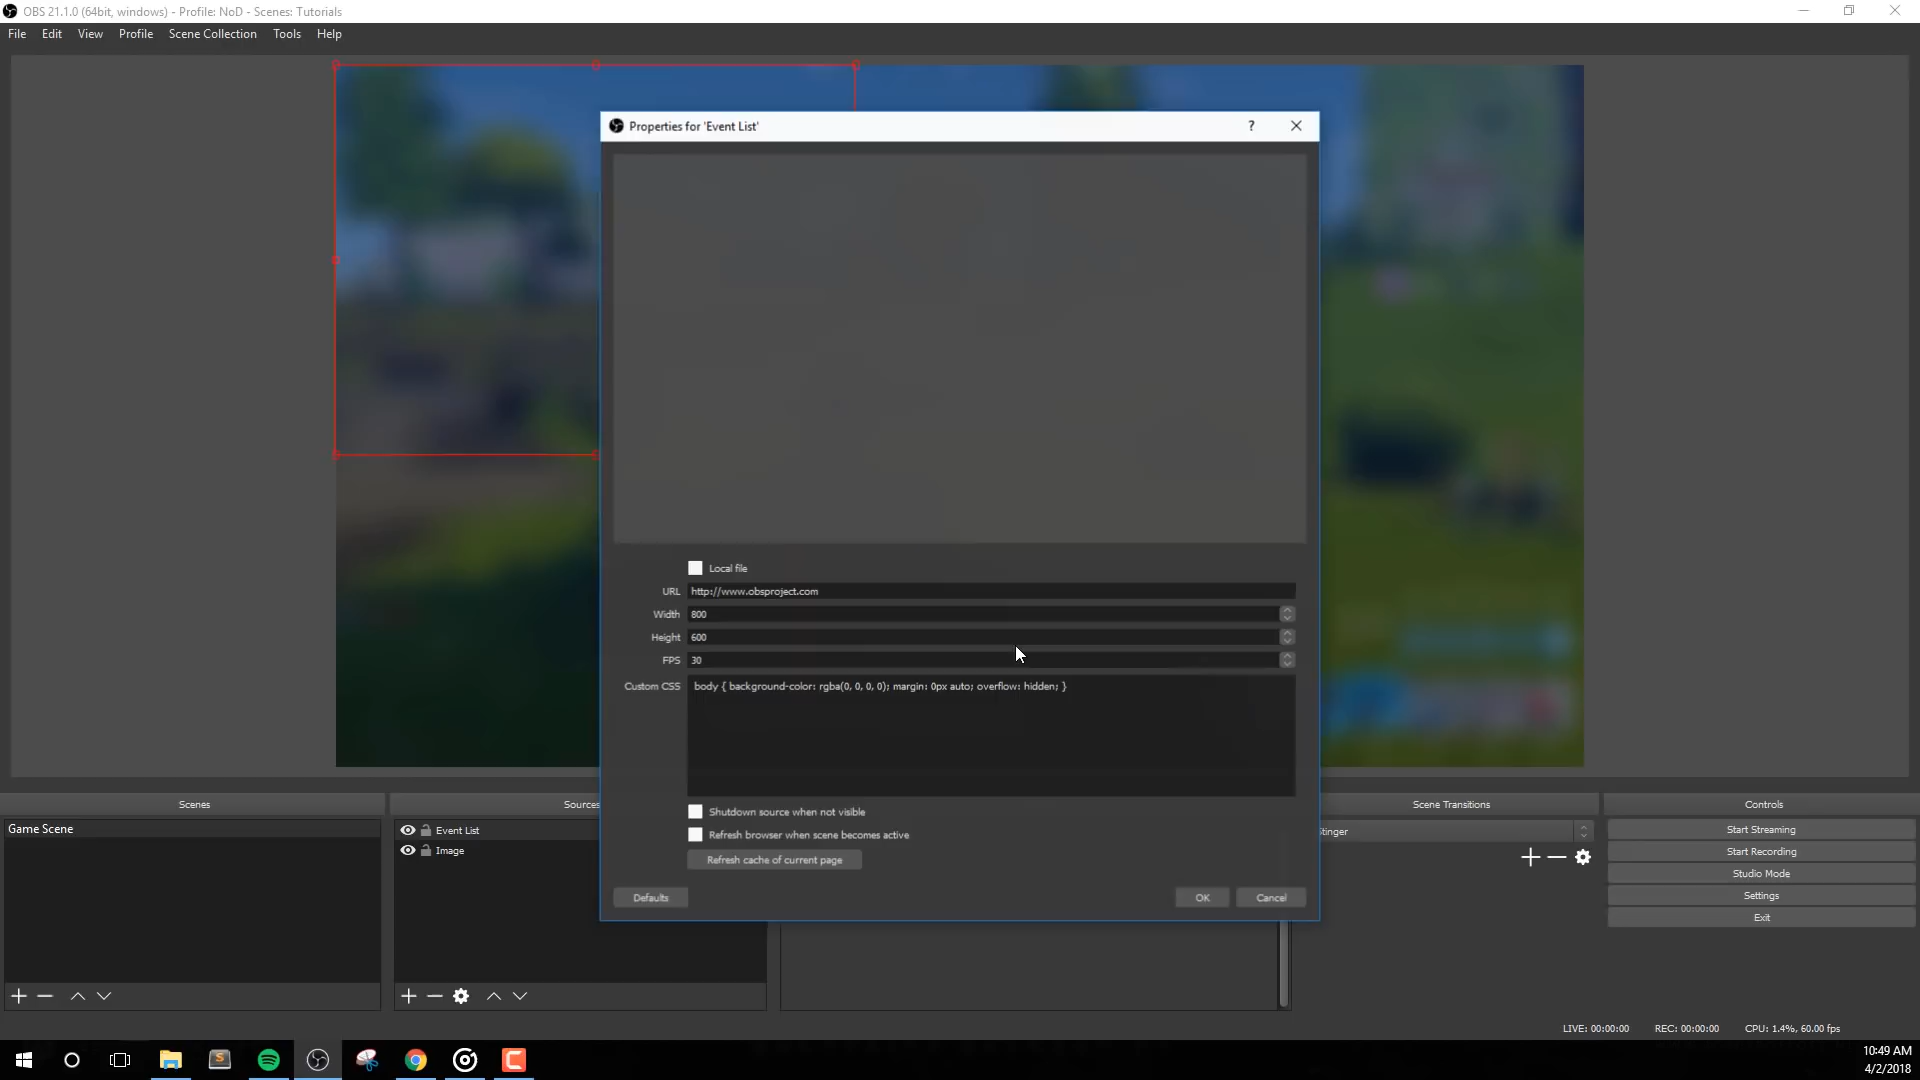 OBS 21.1.0 (64bit, windows) - Profile: NoD - Scenes: Tutorials
File Edit View Profile Scene Collection Tools Help
Properties for 'Event List'
?
Local file
URL http://www.obsproject.com
Width 800
Height 600
FPS 30
Custom CSS body { background-color: rgba(0, 0, 0, 0); margin: 0px auto; overflow: hidden; }
Shutdown source when not visible
Refresh browser when scene becomes active
Refresh cache of current page
Defaults OK Cancel
Scenes
Game Scene
Sources
Event List
Image
Scene Transitions
Stinger
Controls
Start Streaming
Start Recording
Studio Mode
Settings
Exit
LIVE: 00:00:00 REC: 00:00:00 CPU: 1.4%, 60.00 fps
10:49 AM
4/2/2018